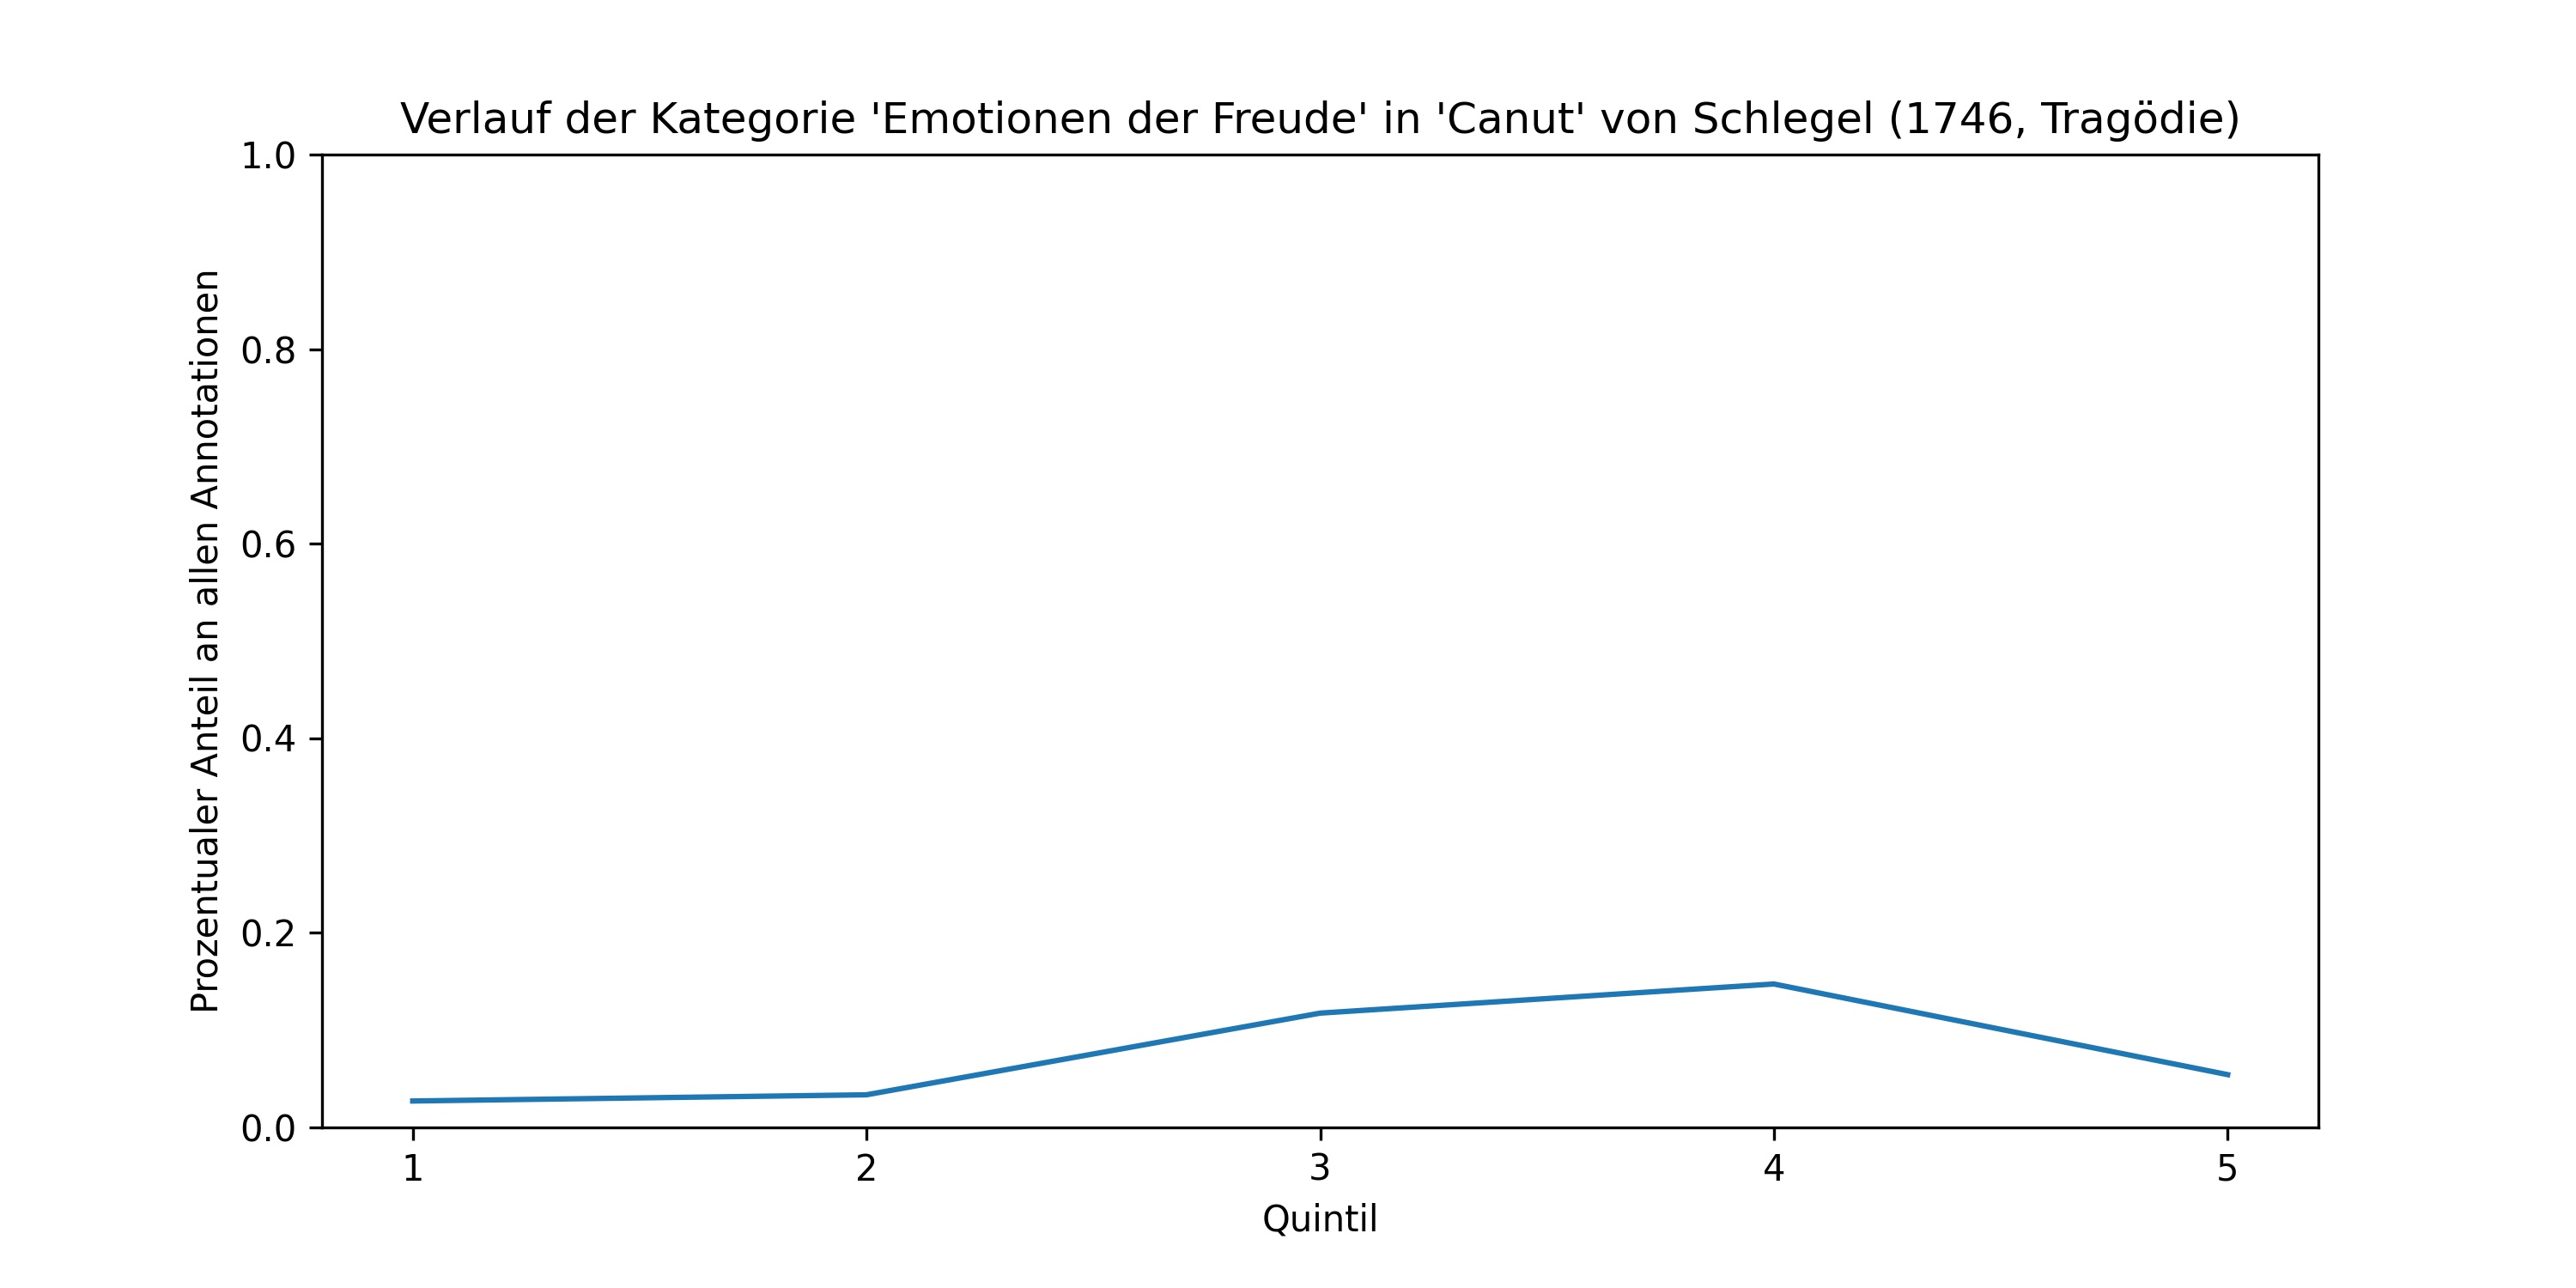 Verlauf der Kategorie 'Emotionen der Freude' in 'Canut' von Schlegel (1746, Tragödie)
Prozentualer Anteil an allen Annotationen
1.0
0.8
0.6
0.4
0.2
0.0
1 2 3 4 5
Quintil